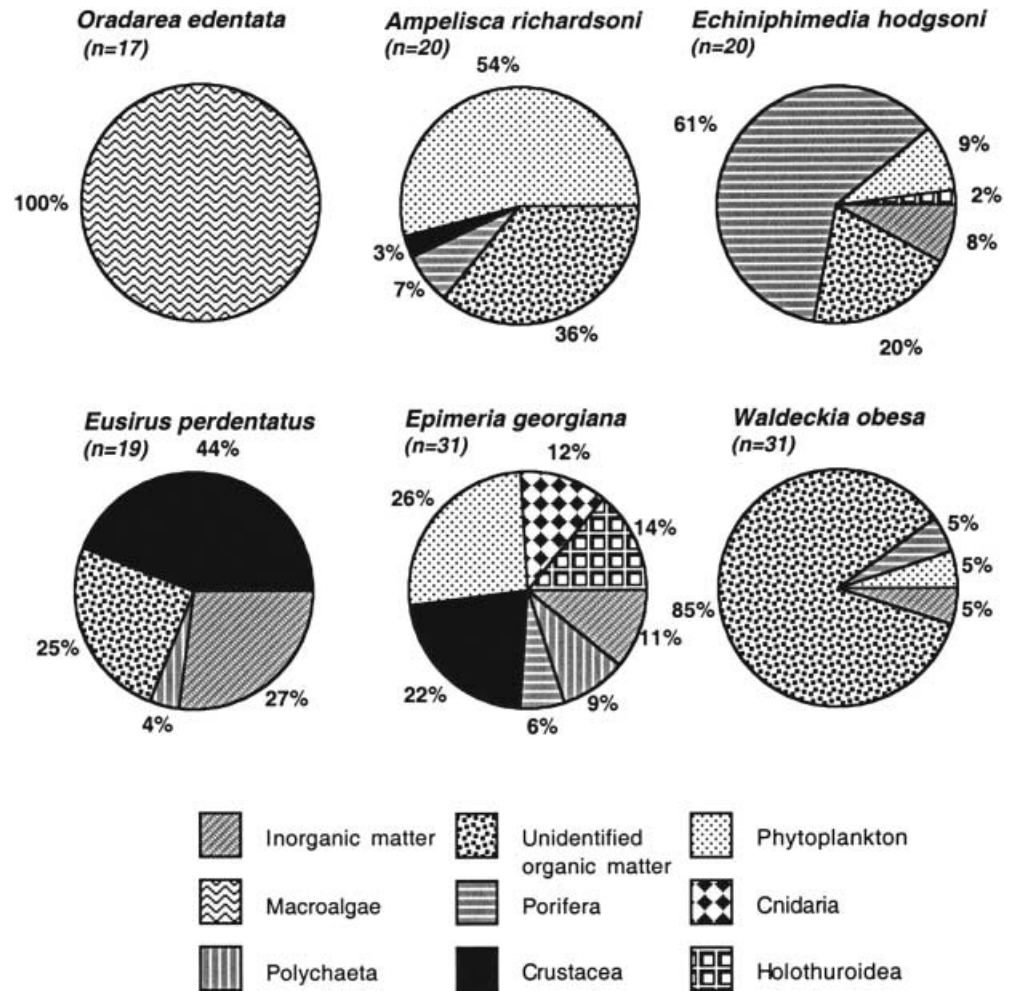 Oradarea edentata
(n=17)
100%
Ampelisca richardsoni
(n=20)
54%
3%
7%
36%
Echiniphimedia hodgsoni
(n=20)
61%
9%
2%
8%
20%
Eusirus perdentatus
(n=19)
44%
25%
4%
27%
Epimeria georgiana
(n=31)
12%
26%
14%
11%
22%
9%
6%
Waldeckia obesa
(n=31)
5%
5%
85%
5%
Inorganic matter
Unidentified
organic matter
Phytoplankton
Macroalgae
Porifera
Cnidaria
Polychaeta
Crustacea
Holothuroidea